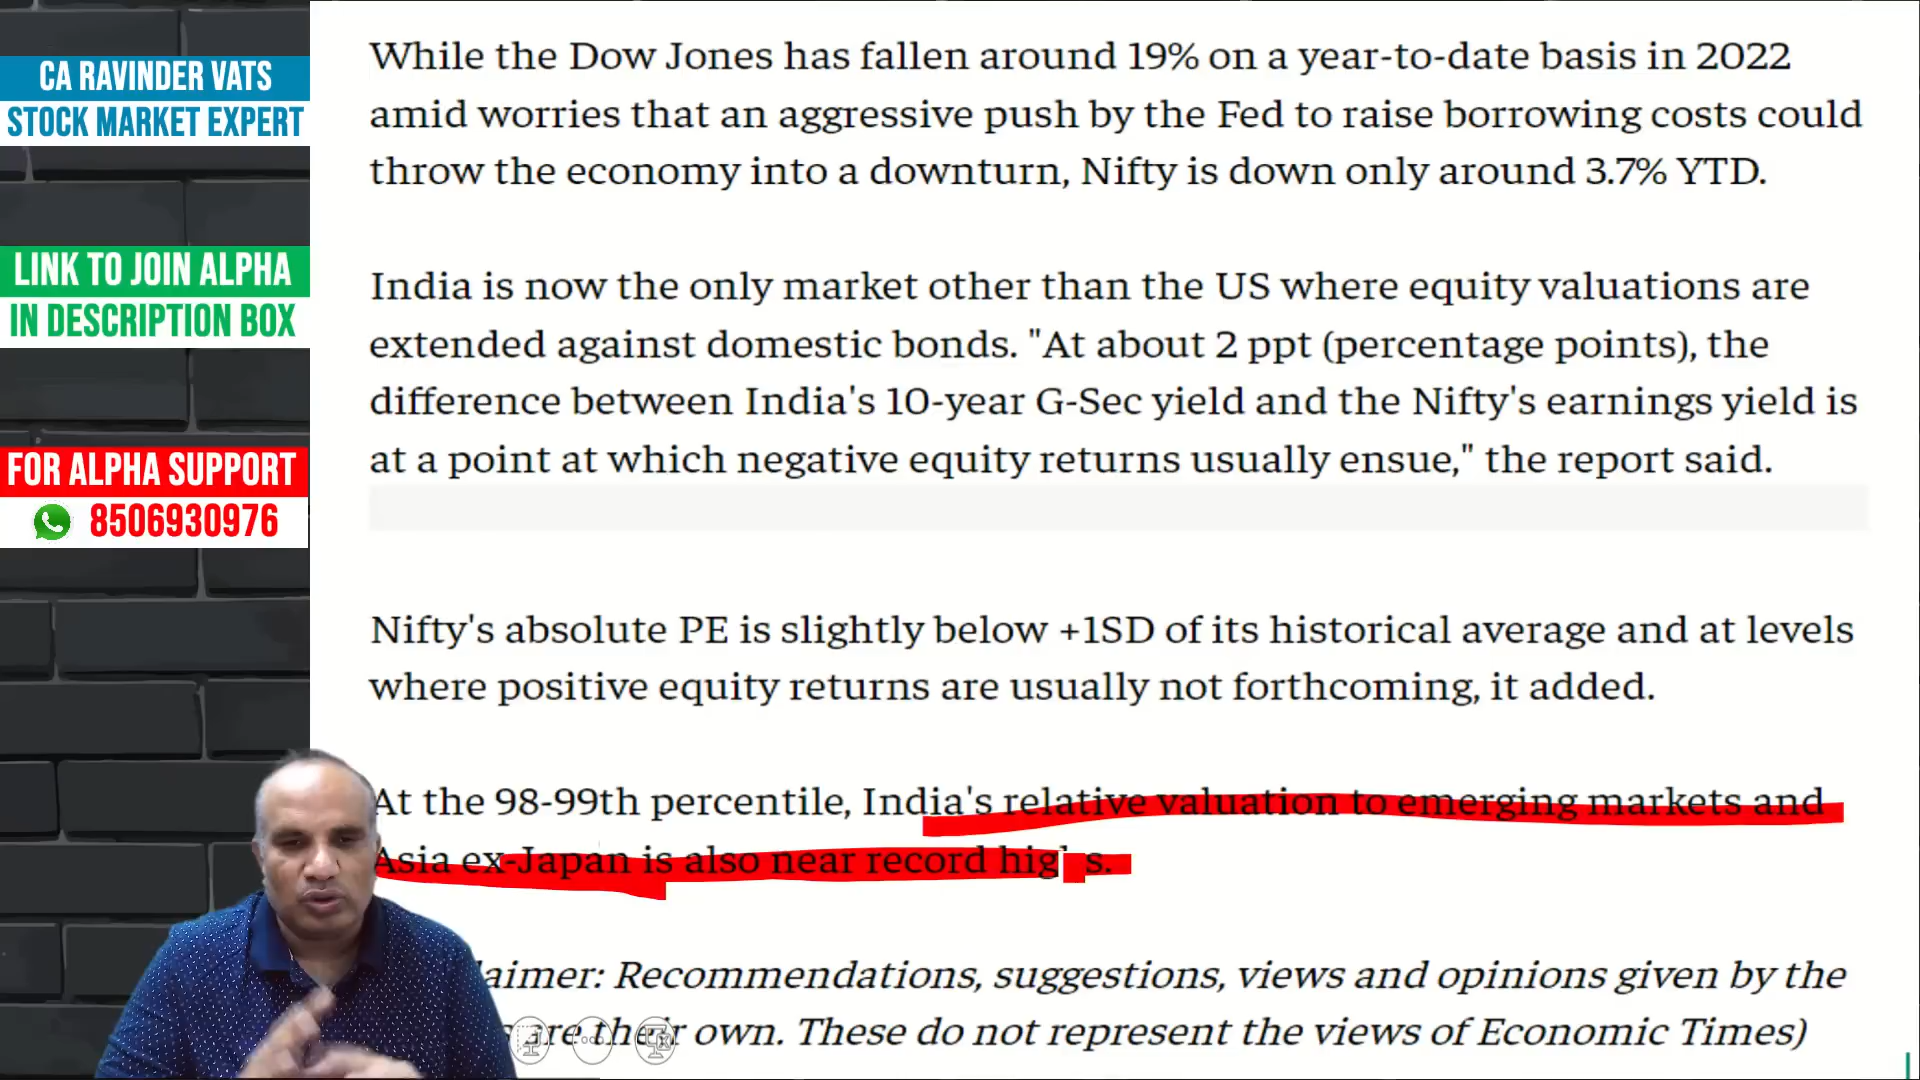 CA RAVINDER VATS
STOCK MARKET EXPERT
LINK TO JOIN ALPHA
IN DESCRIPTION BOX
FOR ALPHA SUPPORT
8506930976
While the Dow Jones has fallen around 19% on a year-to-date basis in 2022
amid worries that an aggressive push by the Fed to raise borrowing costs could
throw the economy into a downturn, Nifty is down only around 3.7% YTD.
India is now the only market other than the US where equity valuations are
extended against domestic bonds. "At about 2 ppt (percentage points), the
difference between India's 10-year G-Sec yield and the Nifty's earnings yield is
at a point at which negative equity returns usually ensue," the report said.
Nifty's absolute PE is slightly below +1SD of its historical average and at levels
where positive equity returns are usually not forthcoming, it added.
At the 98-99th percentile, India's relative valuation to emerging markets and
Asia ex-Japan is also near record highs.
laimer: Recommendations, suggestions, views and opinions given by the
are their own. These do not represent the views of Economic Times)